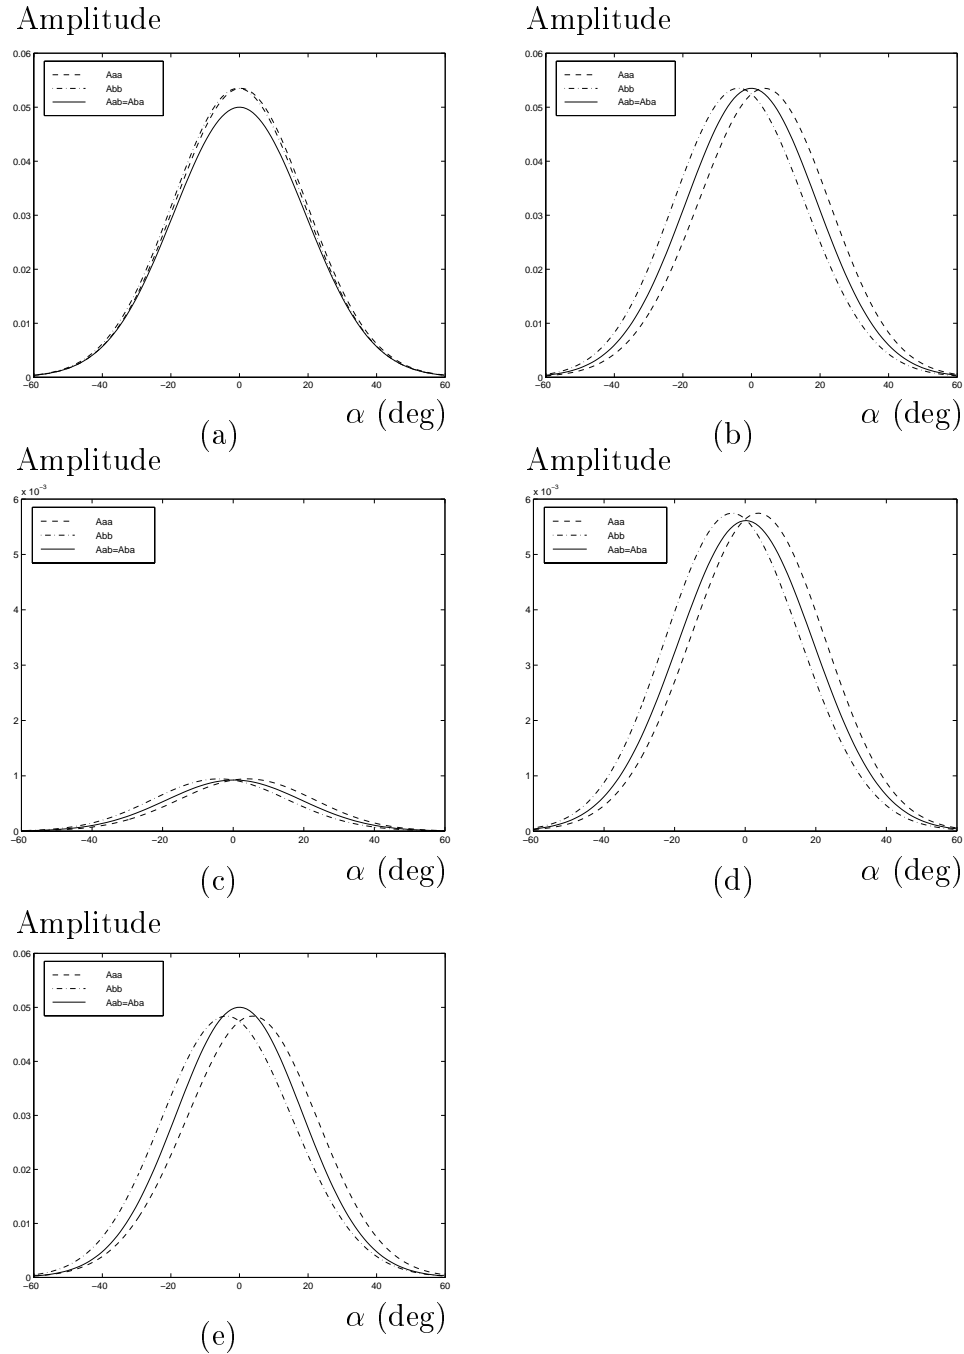 Amplitude
0.06
0.05
0.04
0.03
0.02
0.01
0
−60 −40 −20 0 20 40 60
Aaa
Abb
Aab=Aba
α (deg)
(a)
Amplitude
0.06
0.05
0.04
0.03
0.02
0.01
0
−60 −40 −20 0 20 40 60
Aaa
Abb
Aab=Aba
α (deg)
(b)
Amplitude
x 10⁻³
6
5
4
3
2
1
0
−60 −40 −20 0 20 40 60
Aaa
Abb
Aab=Aba
α (deg)
(c)
Amplitude
x 10⁻³
6
5
4
3
2
1
0
−60 −40 −20 0 20 40 60
Aaa
Abb
Aab=Aba
α (deg)
(d)
Amplitude
0.06
0.05
0.04
0.03
0.02
0.01
0
−60 −40 −20 0 20 40 60
Aaa
Abb
Aab=Aba
α (deg)
(e)